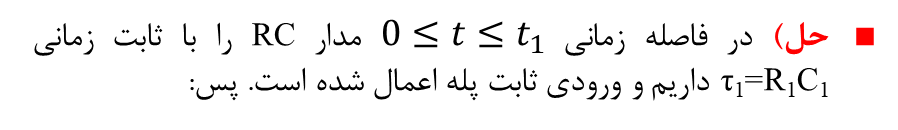 ■ حل) در فاصله زمانی 0 ≤ t ≤ t₁ مدار RC را با ثابت زمانی
τ₁=R₁C₁ داریم و ورودی ثابت پله اعمال شده است. پس: